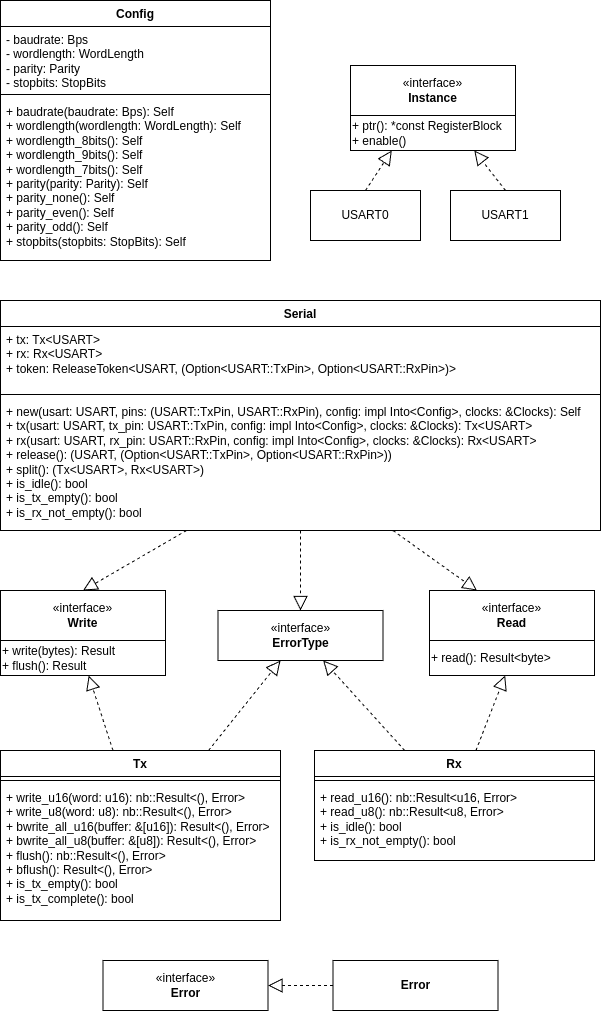 Config
- baudrate: Bps
- wordlength: WordLength
- parity: Parity
- stopbits: StopBits
+ baudrate(baudrate: Bps): Self
+ wordlength(wordlength: WordLength): Self
+ wordlength_8bits(): Self
+ wordlength_9bits(): Self
+ wordlength_7bits(): Self
+ parity(parity: Parity): Self
+ parity_none(): Self
+ parity_even(): Self
+ parity_odd(): Self
+ stopbits(stopbits: StopBits): Self
«interface»
Instance
+ ptr(): *const RegisterBlock
+ enable()
USART0
USART1
Serial
+ tx: Tx<USART>
+ rx: Rx<USART>
+ token: ReleaseToken<USART, (Option<USART::TxPin>, Option<USART::RxPin>)>
+ new(usart: USART, pins: (USART::TxPin, USART::RxPin), config: impl Into<Config>, clocks: &Clocks): Self
+ tx(usart: USART, tx_pin: USART::TxPin, config: impl Into<Config>, clocks: &Clocks): Tx<USART>
+ rx(usart: USART, rx_pin: USART::RxPin, config: impl Into<Config>, clocks: &Clocks): Rx<USART>
+ release(): (USART, (Option<USART::TxPin>, Option<USART::RxPin>))
+ split(): (Tx<USART>, Rx<USART>)
+ is_idle(): bool
+ is_tx_empty(): bool
+ is_rx_not_empty(): bool
«interface»
Write
+ write(bytes): Result
+ flush(): Result
«interface»
ErrorType
«interface»
Read
+ read(): Result<byte>
Tx
+ write_u16(word: u16): nb::Result<(), Error>
+ write_u8(word: u8): nb::Result<(), Error>
+ bwrite_all_u16(buffer: &[u16]): Result<(), Error>
+ bwrite_all_u8(buffer: &[u8]): Result<(), Error>
+ flush(): nb::Result<(), Error>
+ bflush(): Result<(), Error>
+ is_tx_empty(): bool
+ is_tx_complete(): bool
Rx
+ read_u16(): nb::Result<u16, Error>
+ read_u8(): nb::Result<u8, Error>
+ is_idle(): bool
+ is_rx_not_empty(): bool
«interface»
Error
Error